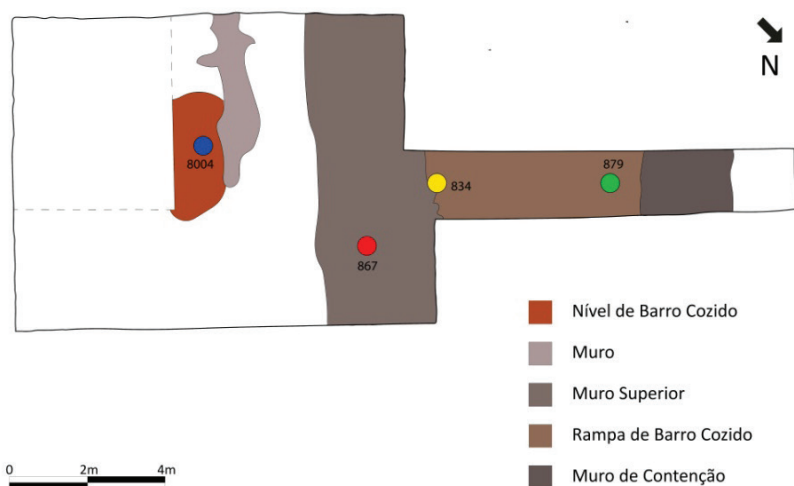 N
8004
834
879
867
Nível de Barro Cozido
Muro
Muro Superior
Rampa de Barro Cozido
Muro de Contenção
0 2m 4m